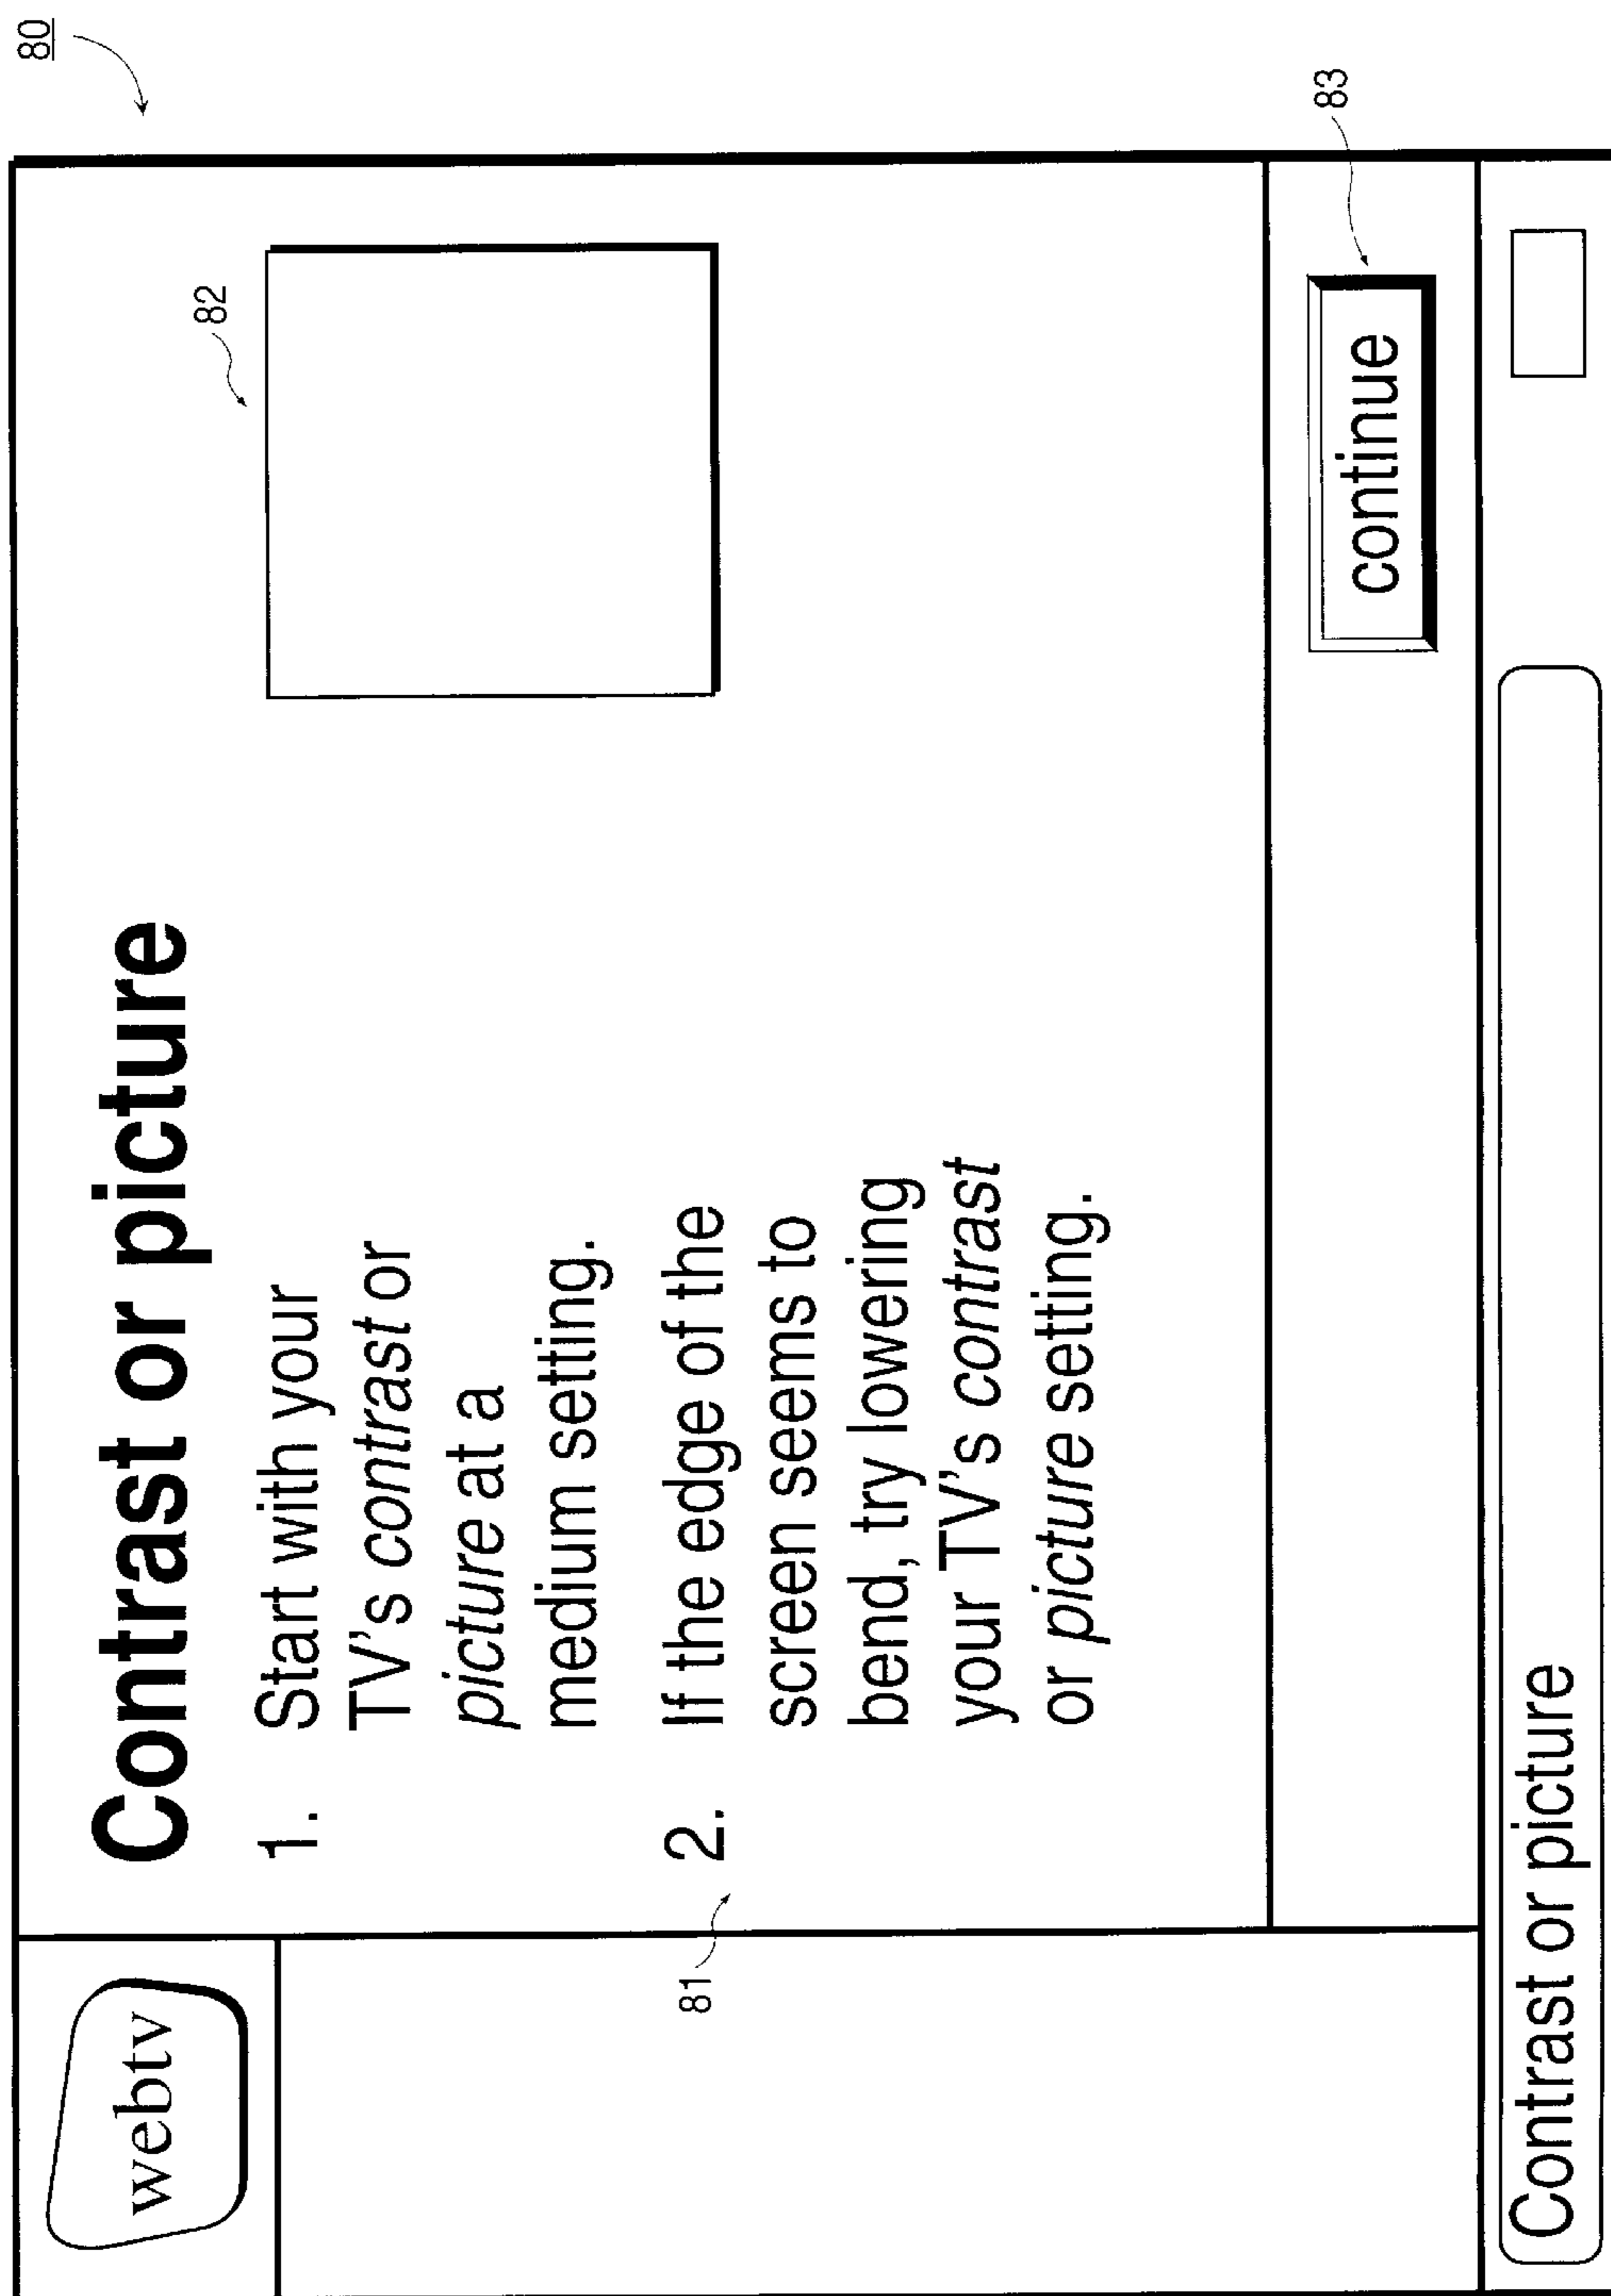 80
webtv
Contrast or picture
82
1. Start with your
TV's contrast or
picture at a
medium setting.
2. If the edge of the
screen seems to
bend, try lowering
your TV's contrast
or picture setting.
81
continue
83
Contrast or picture